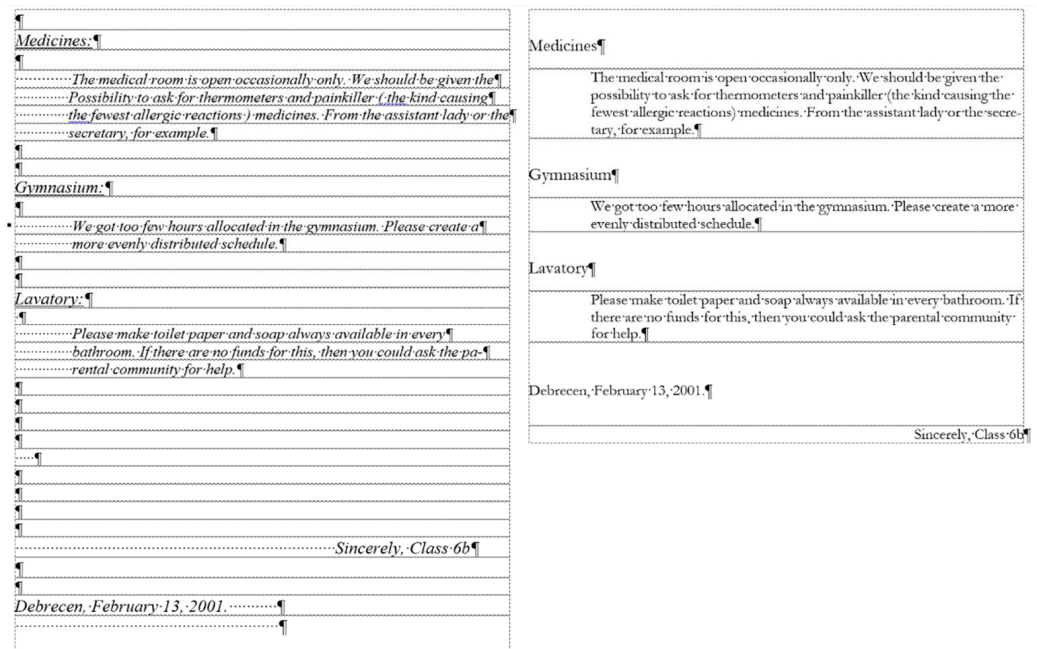 Medicines:
The medical room is open occasionally only. We should be given the
Possibility to ask for thermometers and painkiller ( the kind causing
the fewest allergic reactions ) medicines. From the assistant lady or the
secretary, for example.
Gymnasium:
We got too few hours allocated in the gymnasium. Please create a
more evenly distributed schedule.
Lavatory:
Please make toilet paper and soap always available in every
bathroom. If there are no funds for this, then you could ask the pa-
rental community for help.
Sincerely, Class 6b
Debrecen, February 13, 2001.
Medicines
The medical room is open occasionally only. We should be given the
possibility to ask for thermometers and painkiller (the kind causing the
fewest allergic reactions) medicines. From the assistant lady or the secre-
tary, for example.
Gymnasium
We got too few hours allocated in the gymnasium. Please create a more
evenly distributed schedule.
Lavatory
Please make toilet paper and soap always available in every bathroom. If
there are no funds for this, then you could ask the parental community
for help.
Debrecen, February 13, 2001.
Sincerely, Class 6b